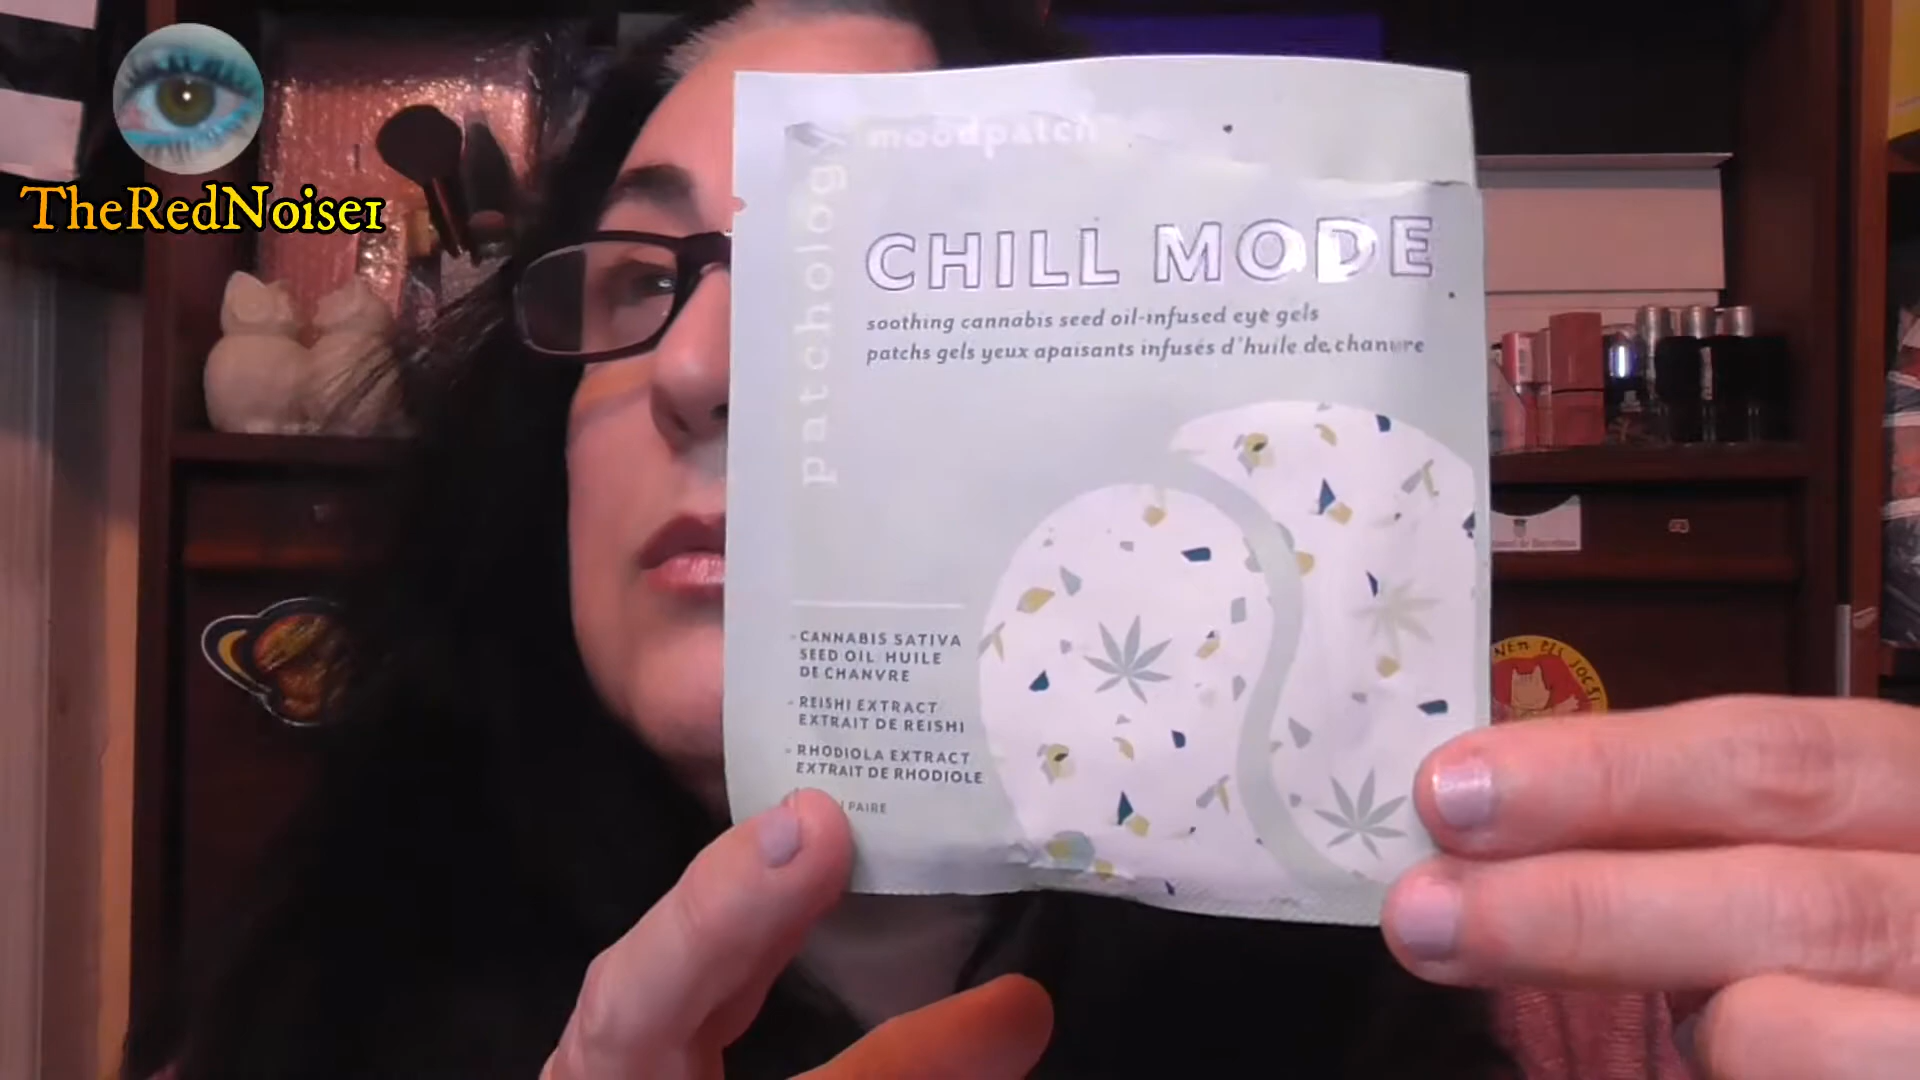 TheRedNoise1
patchology
moodpatch
CHILL MODE
soothing cannabis seed oil-infused eye gels
patchs gels yeux apaisants infusés d'huile de chanvre
- CANNABIS SATIVA
SEED OIL HUILE
DE CHANVRE
- REISHI EXTRACT
EXTRAIT DE REISHI
- RHODIOLA EXTRACT
EXTRAIT DE RHODIOLE
PAIRE